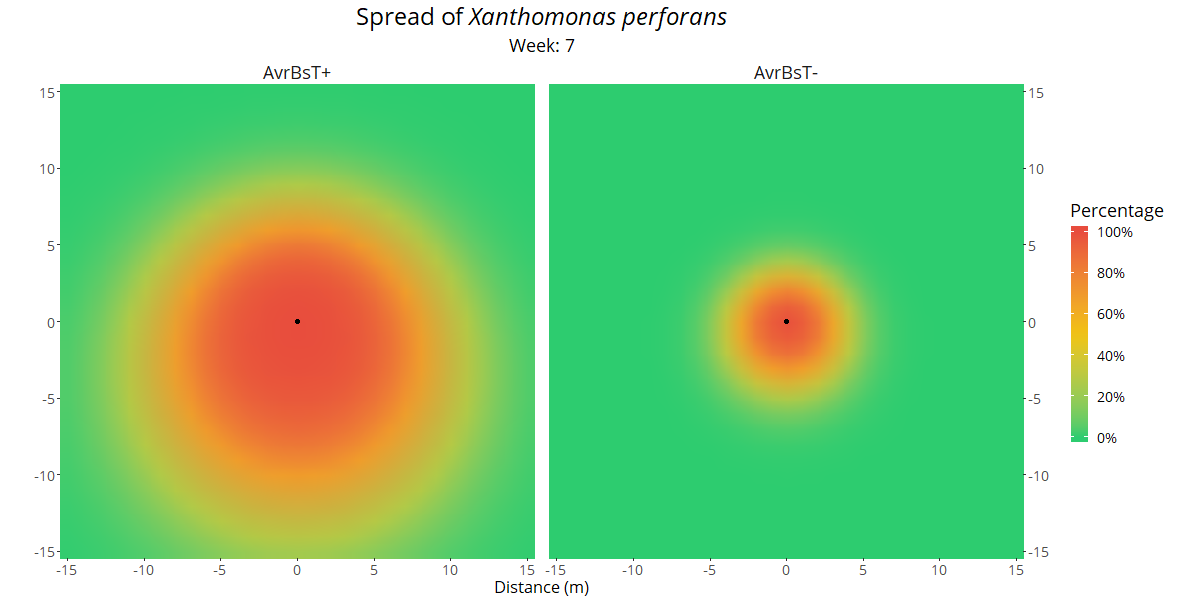 Spread of Xanthomonas perforans
Week: 7
AvrBsT+
AvrBsT-
15
10
5
0
-5
-10
-15
-15 -10 -5 0 5 10 15
15
10
5
0
-5
-10
-15
-15 -10 -5 0 5 10 15
Distance (m)
Percentage
100%
80%
60%
40%
20%
0%